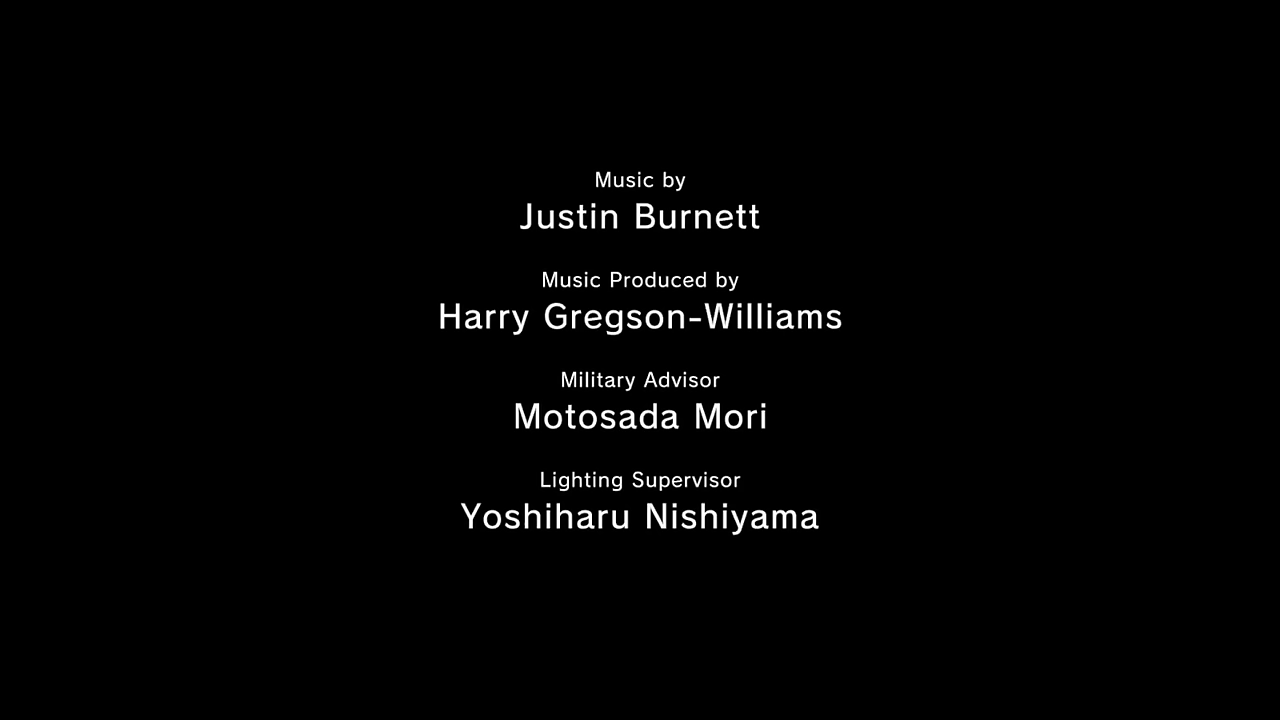 Music by
Justin Burnett
Music Produced by
Harry Gregson-Williams
Military Advisor
Motosada Mori
Lighting Supervisor
Yoshiharu Nishiyama